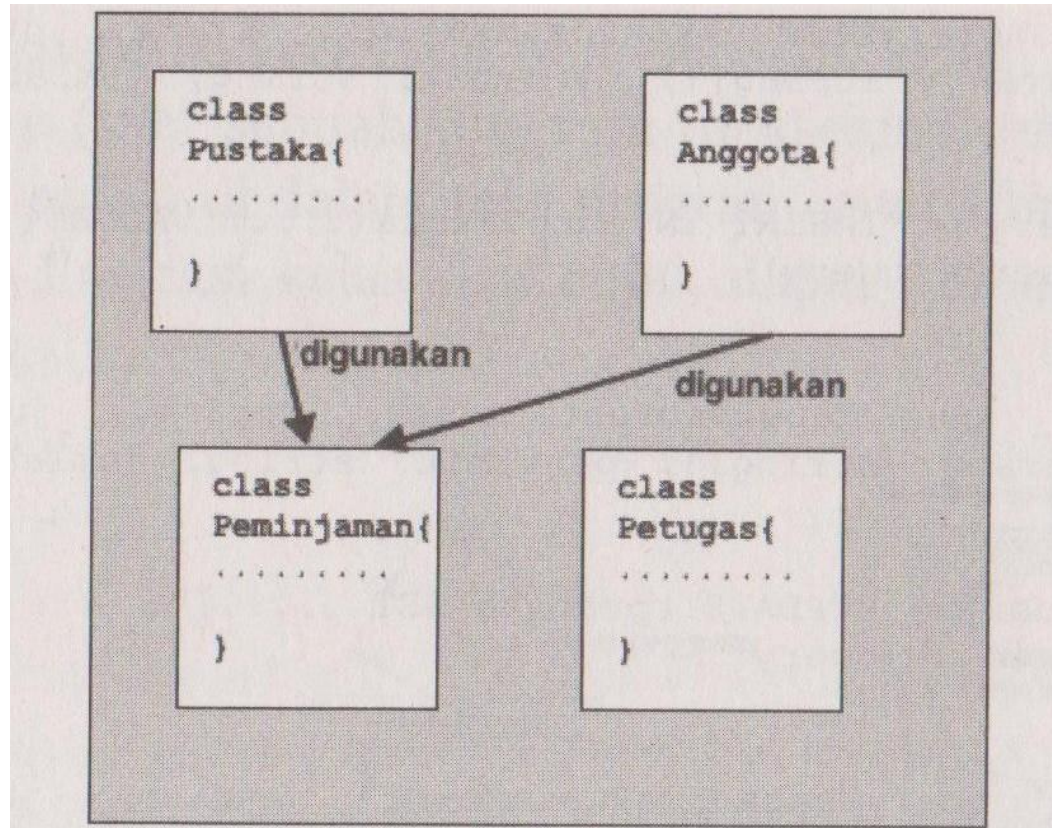 class
Pustaka{
.........
}
class
Anggota{
.........
}
digunakan
digunakan
class
Peminjaman{
.........
}
class
Petugas{
.........
}